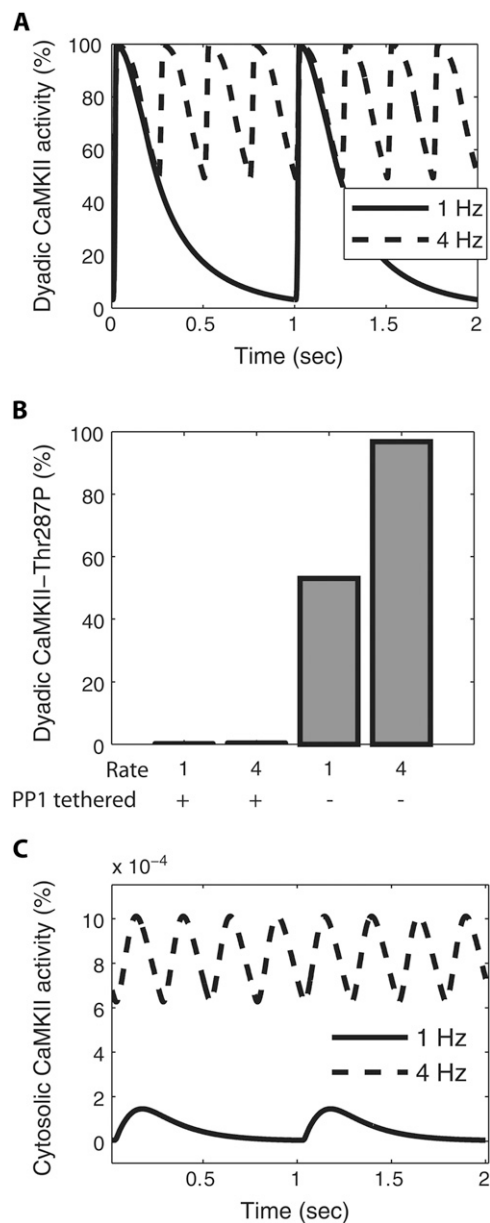 A
Dyadic CaMKII activity (%)
100
80
60
40
20
0
1 Hz
4 Hz
0 0.5 1 1.5 2
Time (sec)
B
Dyadic CaMKII–Thr287P (%)
100
80
60
40
20
0
Rate 1 4 1 4
PP1 tethered + + - -
C
x 10⁻⁴
Cytosolic CaMKII activity (%)
10
8
6
4
2
0
1 Hz
4 Hz
0.5 1 1.5 2
Time (sec)